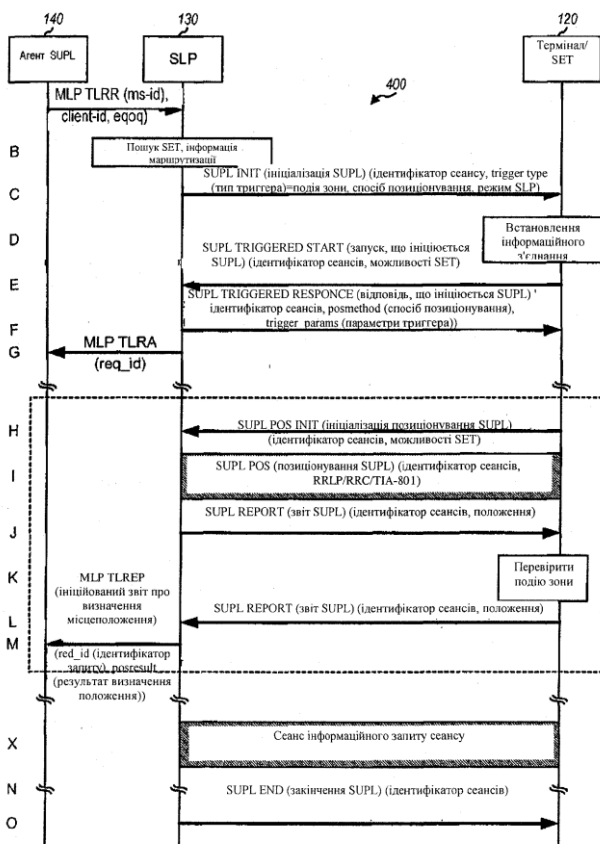 140
130
120
Агент SUPL
SLP
Термінал/
SET
400
MLP TLRR (ms-id),
client-id, eqoq)
B
Пошук SET, інформація
маршрутизації
SUPL INIT (ініціалізація SUPL) (ідентифікатор сеансу, trigger type
(тип триггера)=подія зони, спосіб позиціонування, режим SLP)
C
Встановлення
інформаційного
з'єднання
D
SUPL TRIGGERED START (запуск, що ініціюється
SUPL) (ідентифікатор сеансів, можливості SET)
E
SUPL TRIGGERED RESPONCE (відповідь, що ініціюється SUPL) '
ідентифікатор сеансів, posmethod (спосіб позиціонування),
trigger_params (параметри триггера))
F
G
MLP TLRA
(req_id)
H
SUPL POS INIT (ініціалізація позиціонування SUPL)
(ідентифікатор сеансів, можливості SET)
I
SUPL POS (позиціонування SUPL) (ідентифікатор сеансів,
RRLP/RRC/TIA-801)
SUPL REPORT (звіт SUPL) (ідентифікатор сеансів, положення)
J
K
Перевірити
подію зони
MLP TLREP
(ініційований звіт про
визначення
місцеположення)
SUPL REPORT (звіт SUPL) (ідентифікатор сеансів, положення)
L
M
(red_id (ідентифікатор
запиту), posresult
(результат визначення
положення))
X
Сеанс інформаційного запиту сеансу
N
SUPL END (закінчення SUPL) (ідентифікатор сеансів)
O